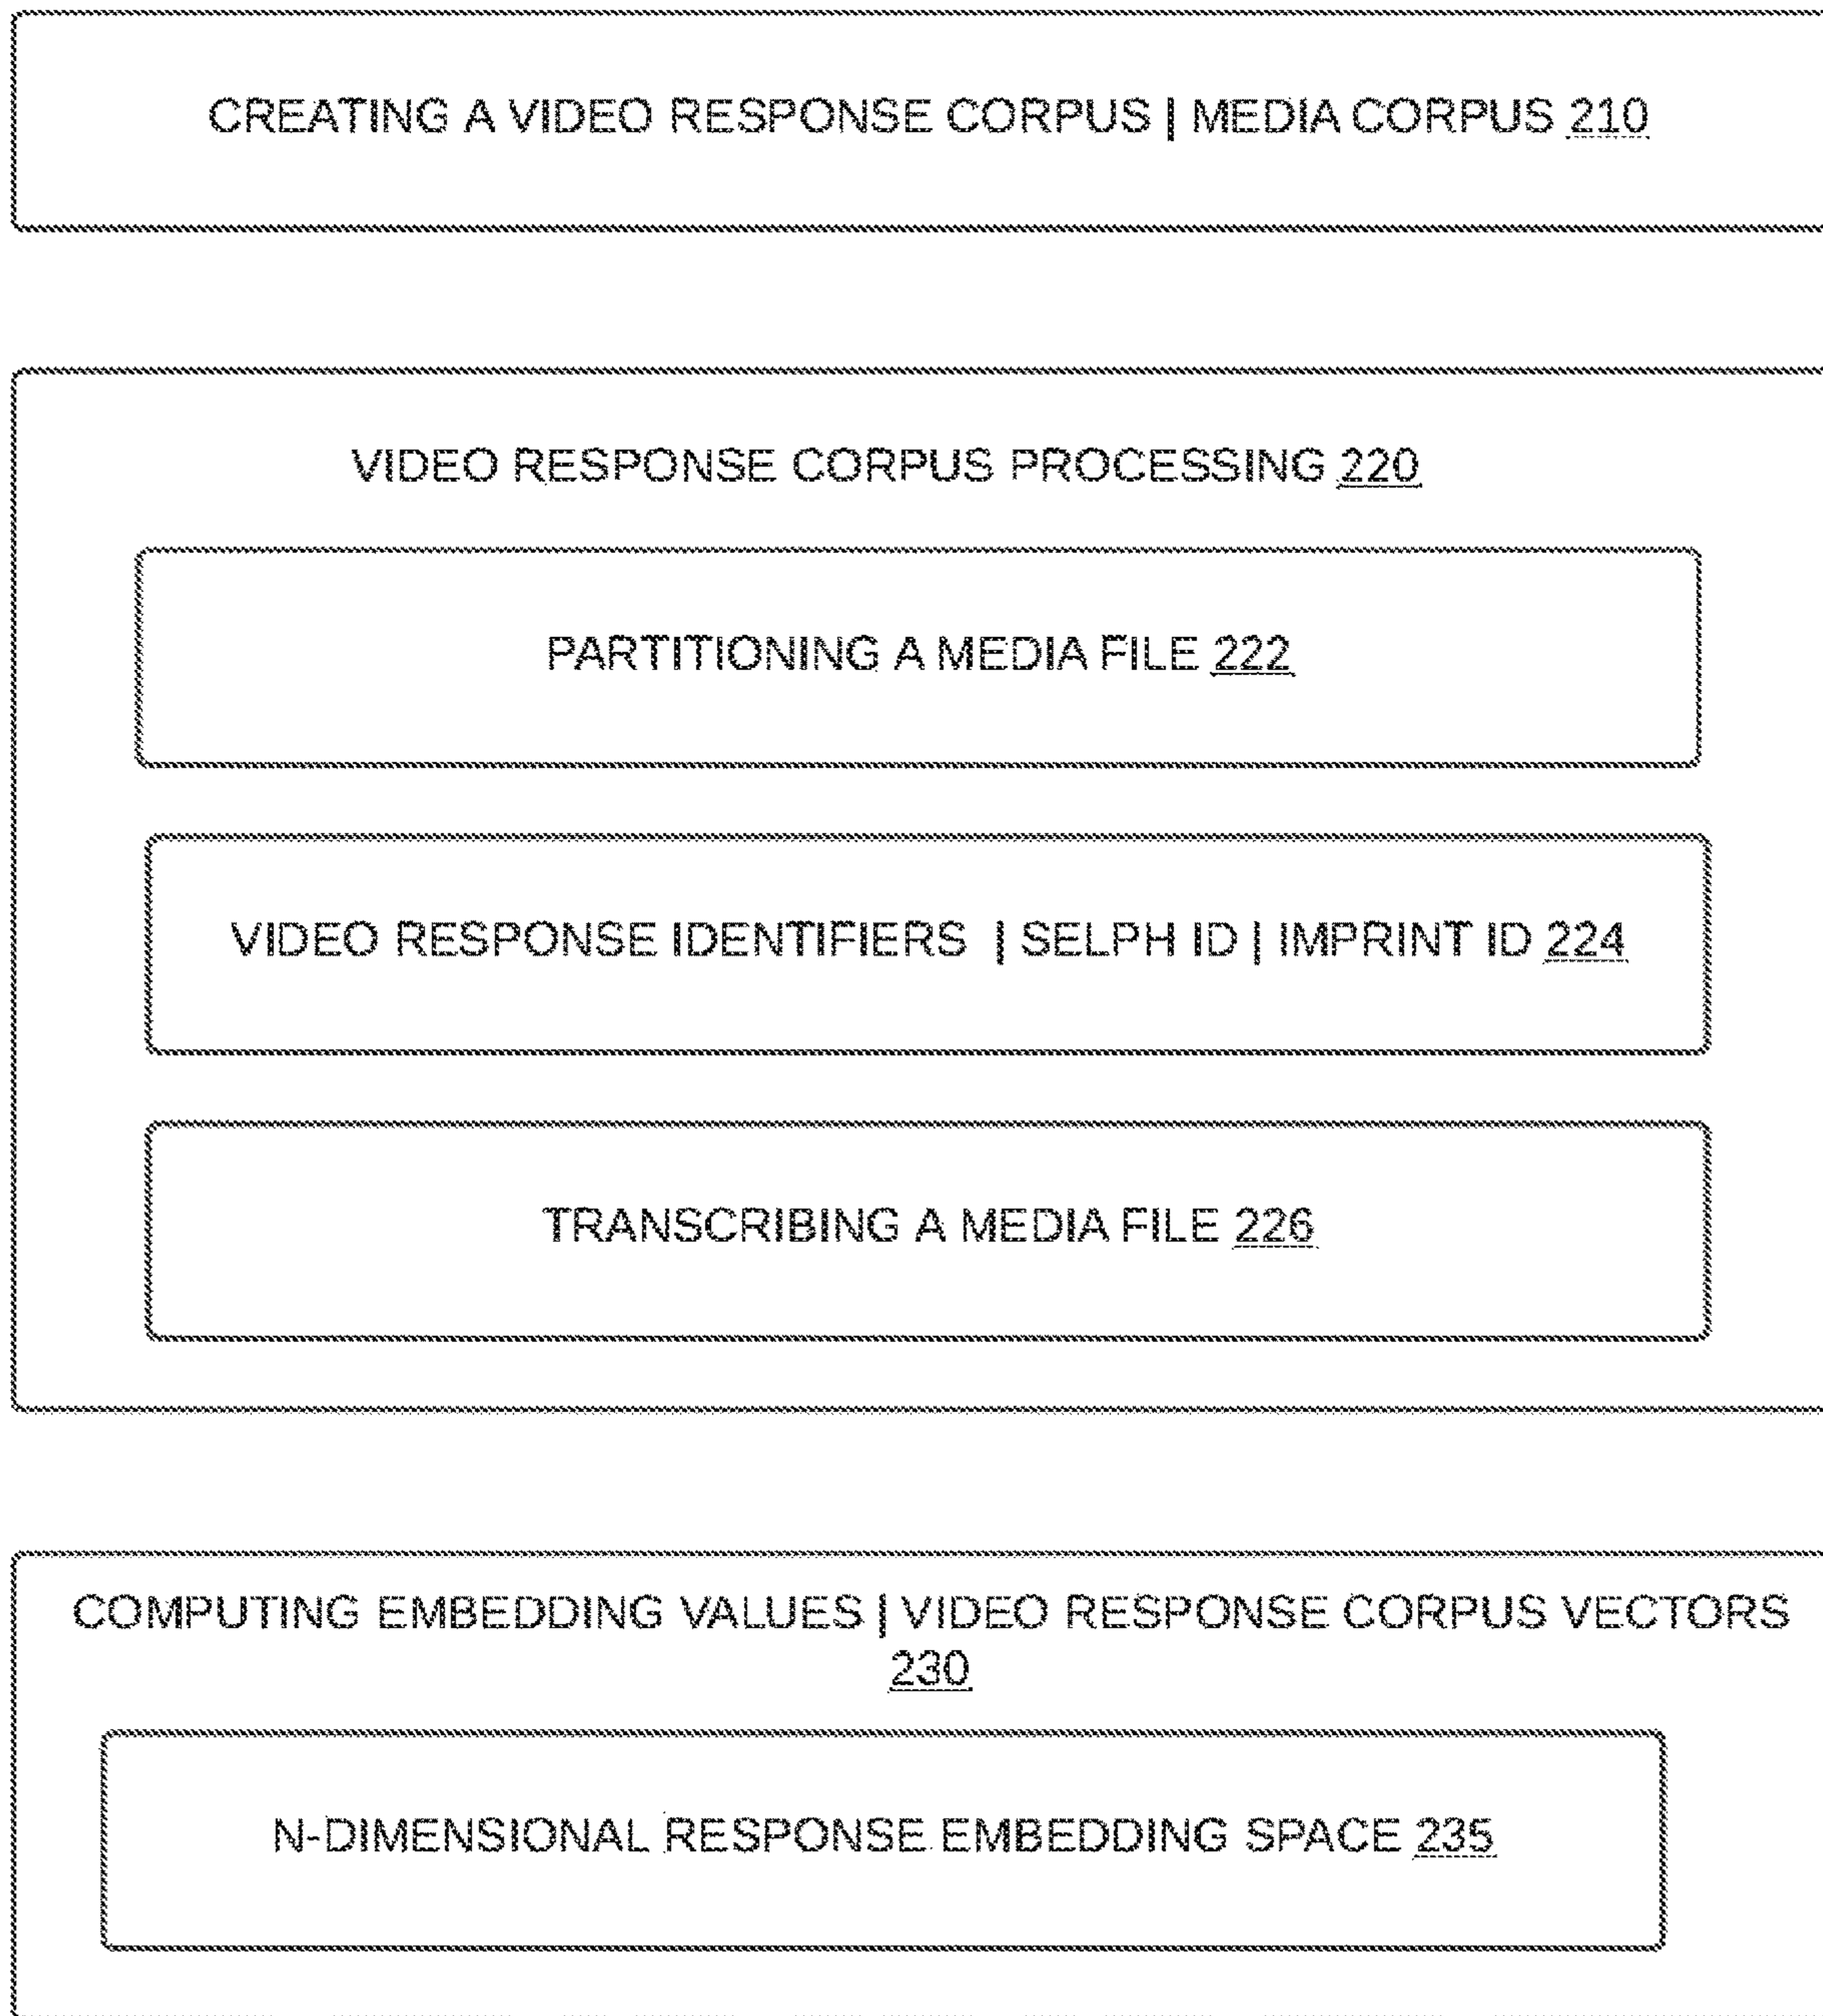 CREATING A VIDEO RESPONSE CORPUS | MEDIA CORPUS 210
VIDEO RESPONSE CORPUS PROCESSING 220
PARTITIONING A MEDIA FILE 222
VIDEO RESPONSE IDENTIFIERS | SELPH ID | IMPRINT ID 224
TRANSCRIBING A MEDIA FILE 226
COMPUTING EMBEDDING VALUES | VIDEO RESPONSE CORPUS VECTORS
230
N-DIMENSIONAL RESPONSE EMBEDDING SPACE 235